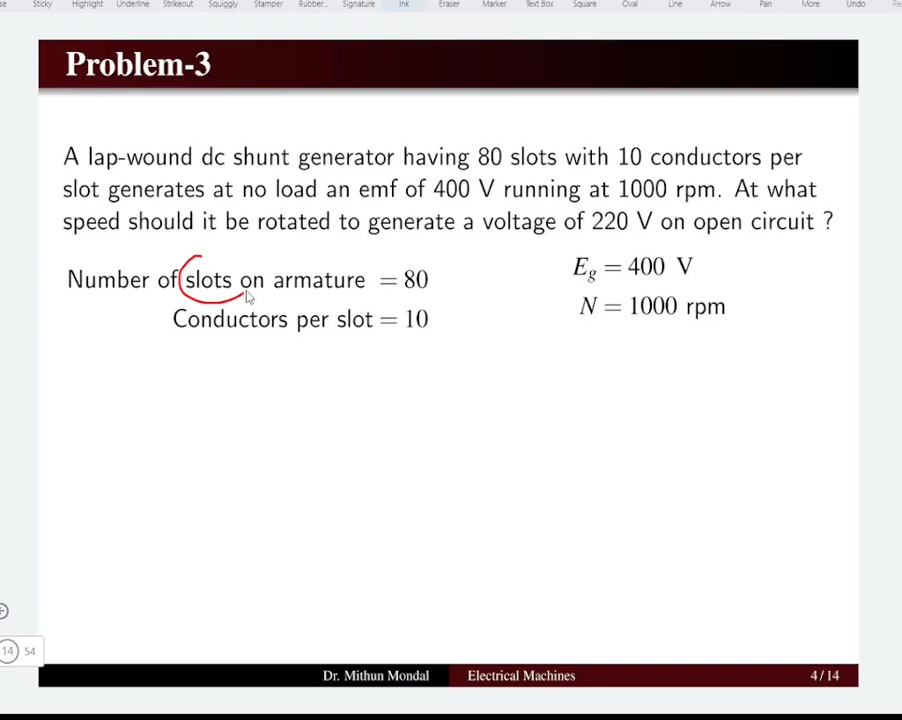 Sticky Highlight Underline Strikeout Squiggly Stamper Rubber... Signature Ink Eraser Marker Text Box Square Oval Line Arrow Pan More Undo
Problem-3
A lap-wound dc shunt generator having 80 slots with 10 conductors per
slot generates at no load an emf of 400 V running at 1000 rpm. At what
speed should it be rotated to generate a voltage of 220 V on open circuit ?
Number of slots on armature = 80
Conductors per slot = 10
E_g = 400 V
N = 1000 rpm
14 54
Dr. Mithun Mondal Electrical Machines 4 / 14